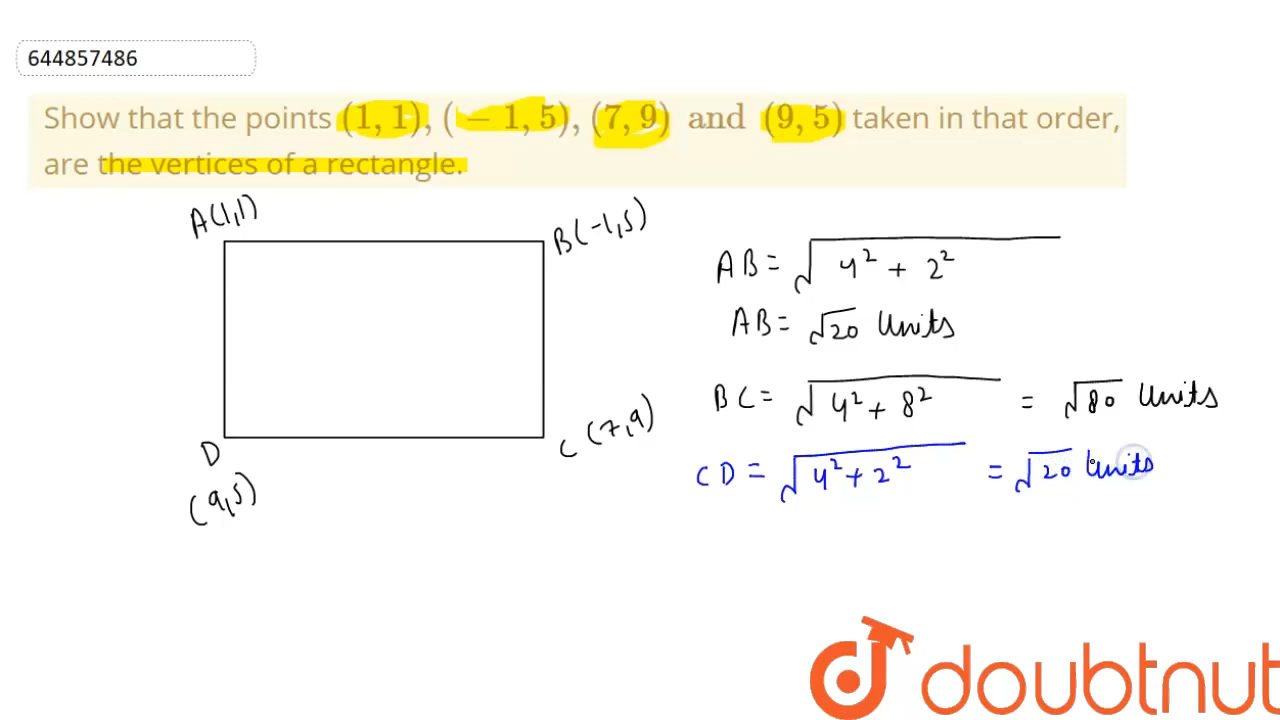 644857486
Show that the points (1, 1), (−1, 5), (7, 9) and (9, 5) taken in that order,
are the vertices of a rectangle.
A(1,1)
B(-1,5)
AB = √(4² + 2²)
AB = √20 Units
BC = √(4² + 8²) = √80 Units
C (7,9)
D
CD = √(4² + 2²) = √20 Units
(9,5)
doubtnut